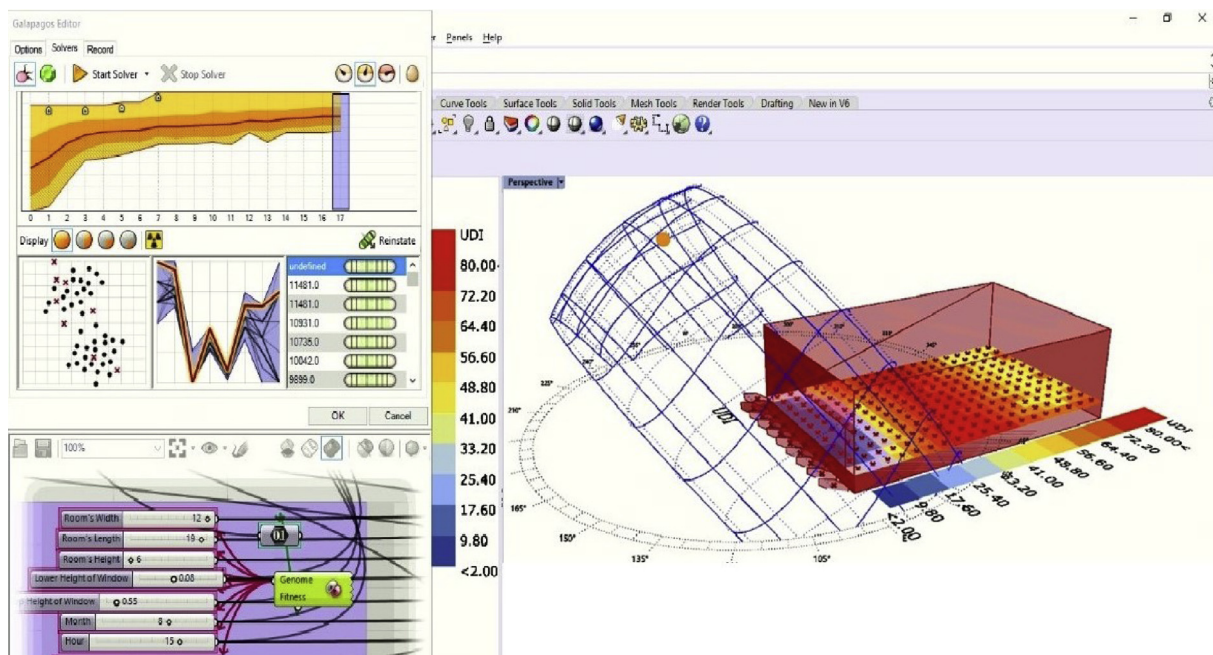 Galapagos Editor
Options Solvers Record
Start Solver Stop Solver
0 1 2 3 4 5 6 7 8 9 10 11 12 13 14 15 16 17
Display Reinstate
undefined
11481.0
11481.0
10931.0
10735.0
10042.0
9899.0
OK Cancel
100%
Room's Width 12
Room's Length 19
Room's Height 6
Lower Height of Window 0.08
p Height of Window 0.55
Month 8
Hour 15
Genome
Fitness
Panels Help
Curve Tools Surface Tools Solid Tools Mesh Tools Render Tools Drafting New in V6
UDI
80.00<
72.20
64.40
56.60
48.80
41.00
33.20
25.40
17.60
9.80
<2.00
Perspective
225°
210°
165°
150°
135°
105°
UDI
UDI
80.00<
72.20
64.40
56.60
48.80
41.00
33.20
25.40
17.60
9.80
<2.00